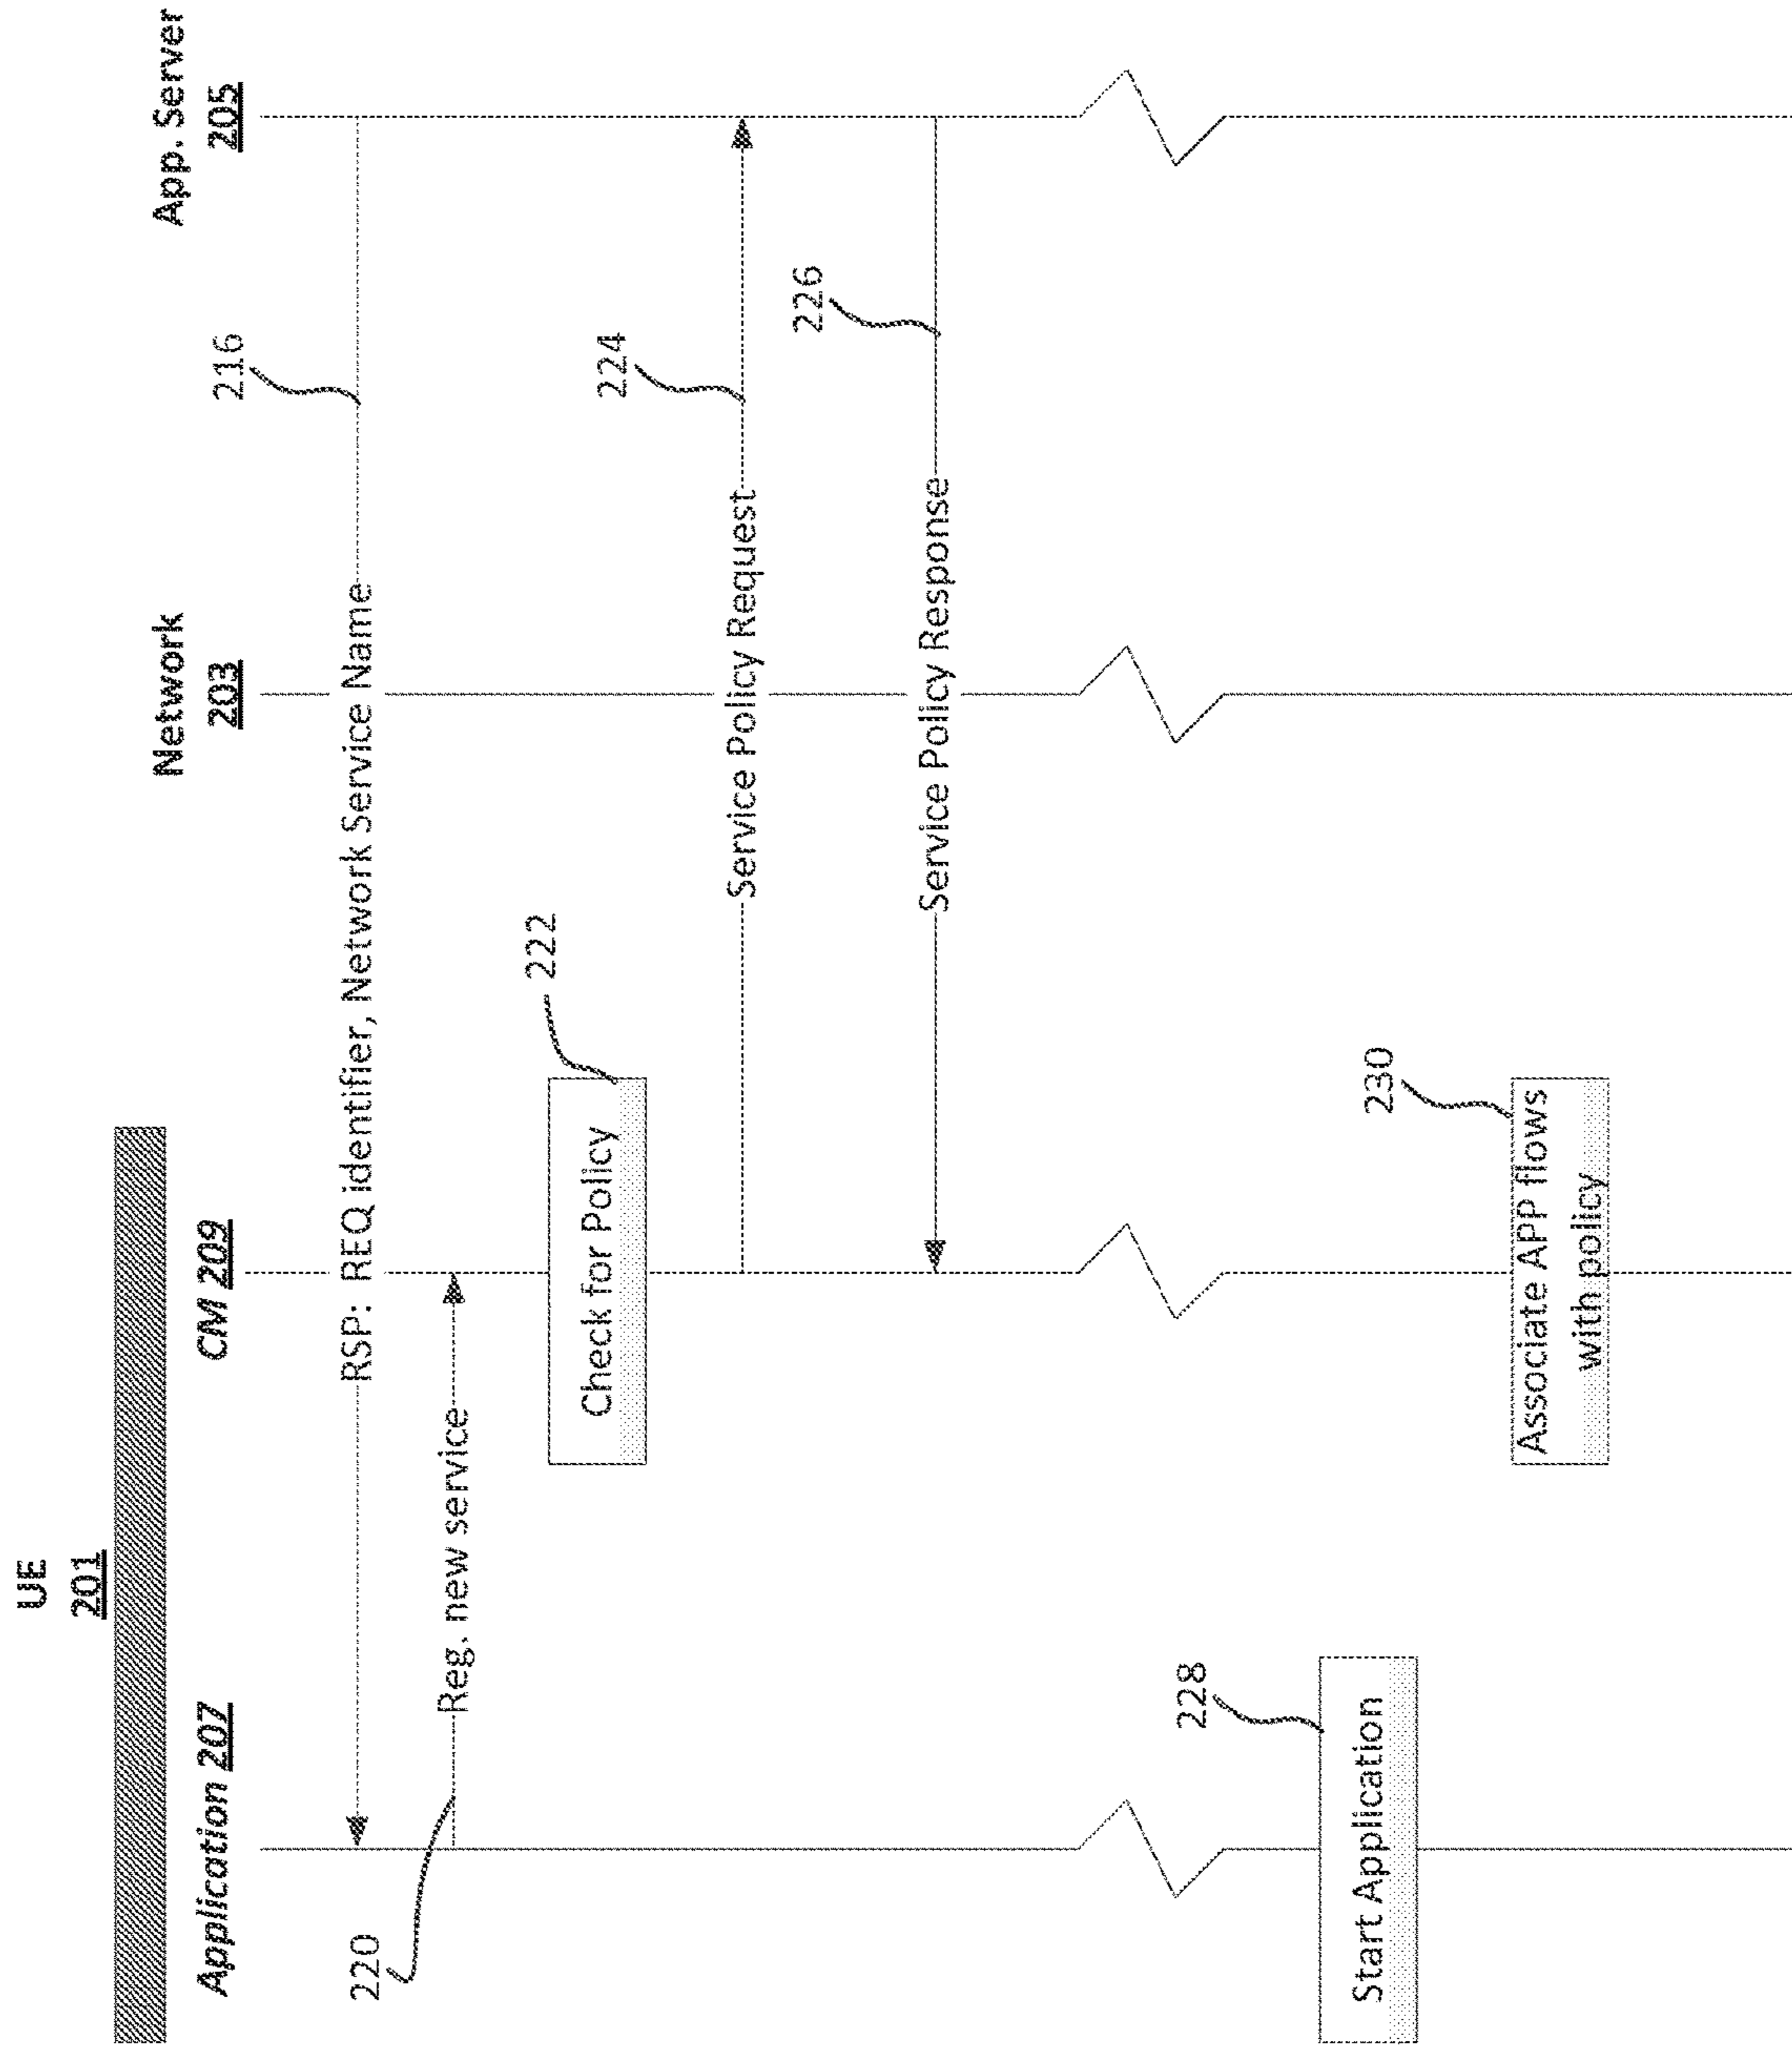 UE
201
Application 207
CM 209
Network
203
App. Server
205
216
RSP: REQ identifier, Network Service Name
220
Reg. new service
222
Check for Policy
224
Service Policy Request
226
Service Policy Response
228
Start Application
230
Associate APP flows
with policy